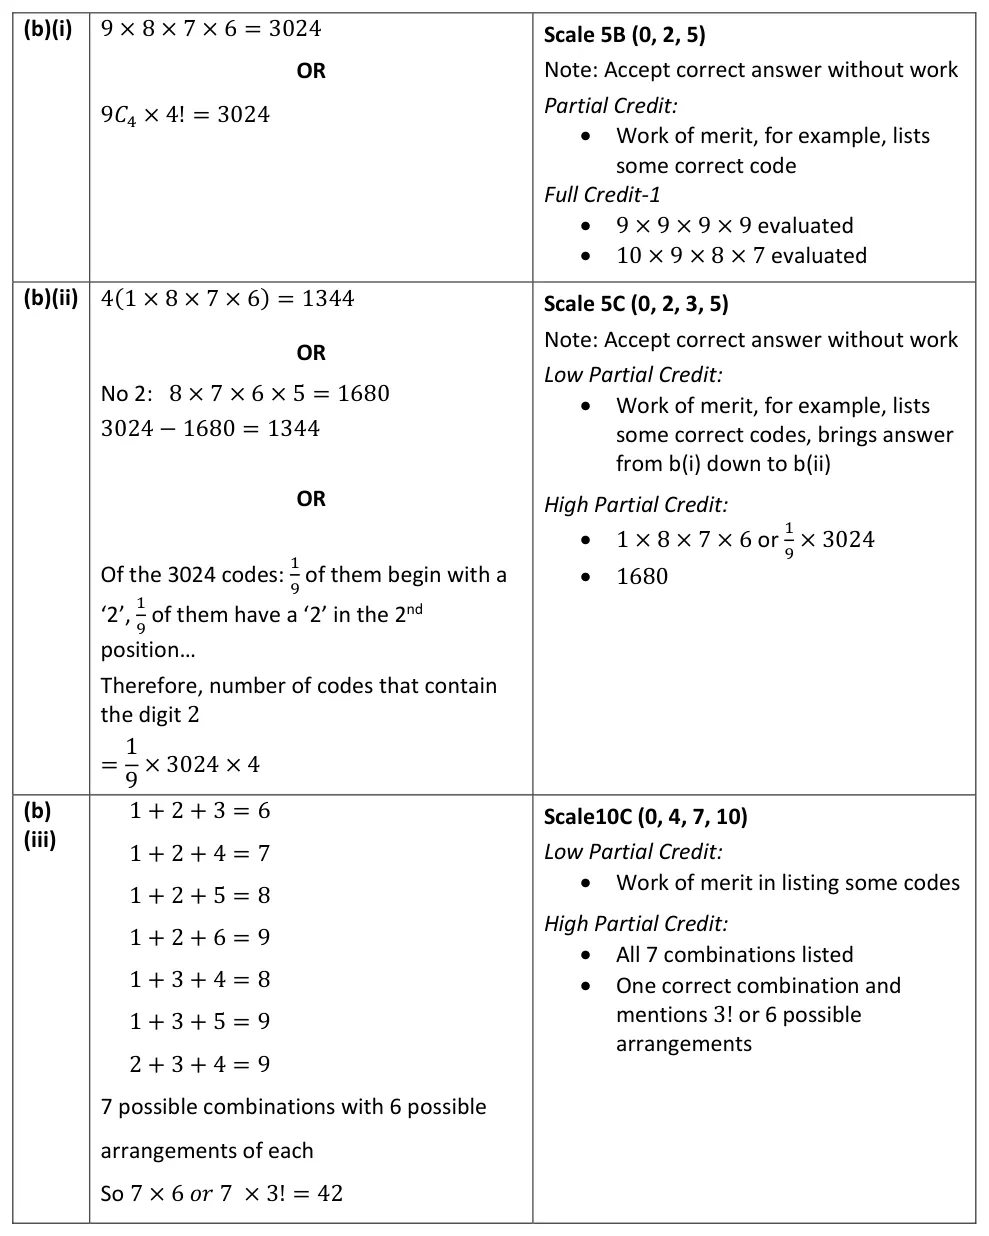 (b)(i)
9 × 8 × 7 × 6 = 3024
OR
9C₄ × 4! = 3024
Scale 5B (0, 2, 5)
Note: Accept correct answer without work
Partial Credit:
• Work of merit, for example, lists
some correct code
Full Credit-1
• 9 × 9 × 9 × 9 evaluated
• 10 × 9 × 8 × 7 evaluated
(b)(ii)
4(1 × 8 × 7 × 6) = 1344
OR
No 2: 8 × 7 × 6 × 5 = 1680
3024 − 1680 = 1344
OR
Of the 3024 codes: 1/9 of them begin with a
‘2’, 1/9 of them have a ‘2’ in the 2nd
position…
Therefore, number of codes that contain
the digit 2
= 1/9 × 3024 × 4
Scale 5C (0, 2, 3, 5)
Note: Accept correct answer without work
Low Partial Credit:
• Work of merit, for example, lists
some correct codes, brings answer
from b(i) down to b(ii)
High Partial Credit:
• 1 × 8 × 7 × 6 or 1/9 × 3024
• 1680
(b)
(iii)
1 + 2 + 3 = 6
1 + 2 + 4 = 7
1 + 2 + 5 = 8
1 + 2 + 6 = 9
1 + 3 + 4 = 8
1 + 3 + 5 = 9
2 + 3 + 4 = 9
7 possible combinations with 6 possible
arrangements of each
So 7 × 6 or 7 × 3! = 42
Scale10C (0, 4, 7, 10)
Low Partial Credit:
• Work of merit in listing some codes
High Partial Credit:
• All 7 combinations listed
• One correct combination and
mentions 3! or 6 possible
arrangements